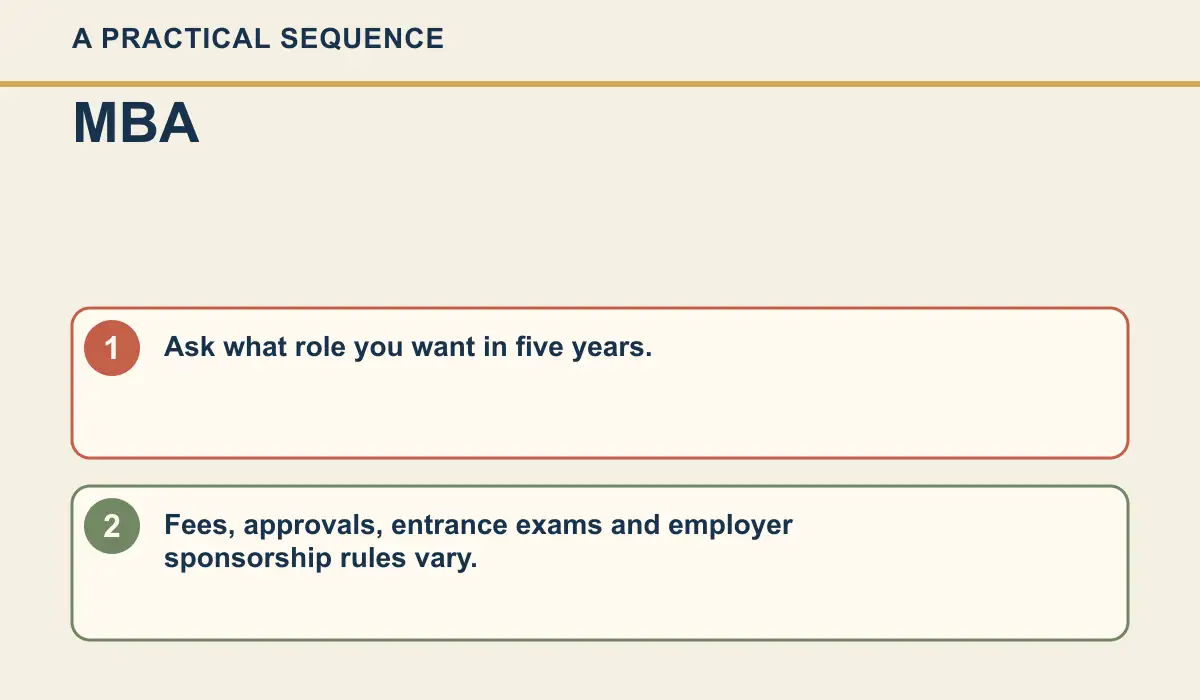 A PRACTICAL SEQUENCE
MBA
1
Ask what role you want in five years.
2
Fees, approvals, entrance exams and employer
sponsorship rules vary.